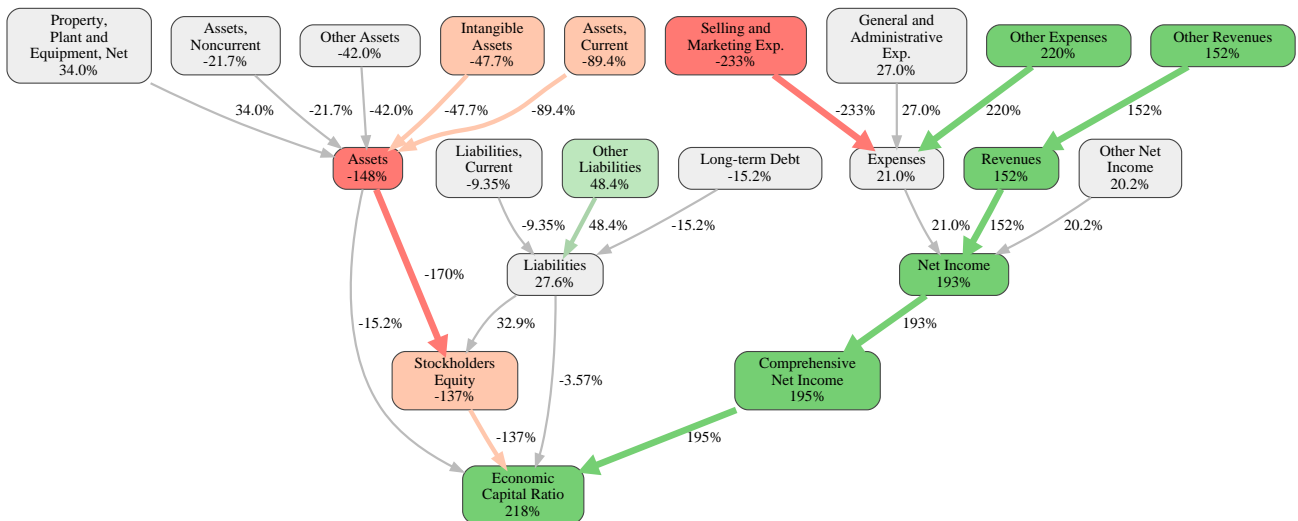 Property,
Plant and
Equipment, Net
34.0%
Assets,
Noncurrent
-21.7%
Other Assets
-42.0%
Intangible
Assets
-47.7%
Assets,
Current
-89.4%
Selling and
Marketing Exp.
-233%
General and
Administrative
Exp.
27.0%
Other Expenses
220%
Other Revenues
152%
34.0%
-21.7%
-42.0%
-47.7%
-89.4%
-233%
27.0%
220%
152%
Assets
-148%
Liabilities,
Current
-9.35%
Other
Liabilities
48.4%
Long-term Debt
-15.2%
Expenses
21.0%
Revenues
152%
Other Net
Income
20.2%
-9.35%
48.4%
-15.2%
21.0%
152%
20.2%
-170%
Liabilities
27.6%
Net Income
193%
-15.2%
32.9%
193%
Stockholders
Equity
-137%
-3.57%
Comprehensive
Net Income
195%
-137%
195%
Economic
Capital Ratio
218%